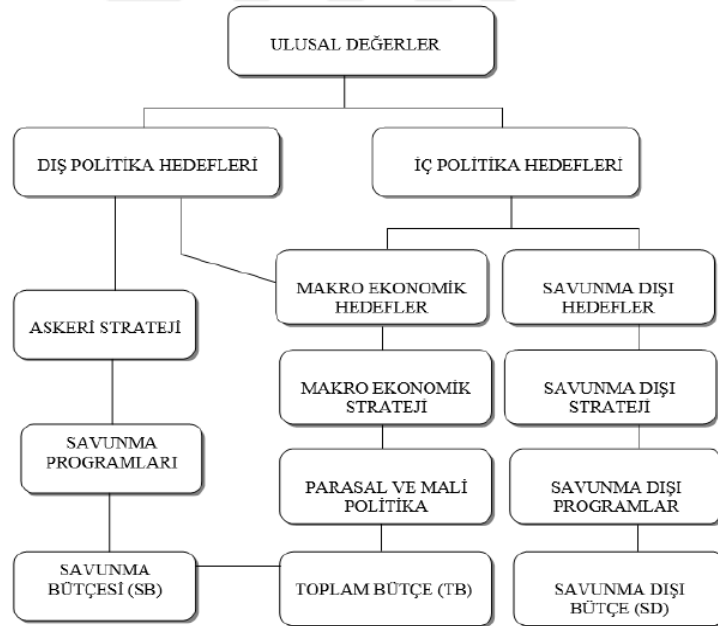 ULUSAL DEĞERLER
DIŞ POLİTİKA HEDEFLERİ
İÇ POLİTİKA HEDEFLERİ
MAKRO EKONOMİK
HEDEFLER
SAVUNMA DIŞI
HEDEFLER
ASKERİ STRATEJİ
MAKRO EKONOMİK
STRATEJİ
SAVUNMA DIŞI
STRATEJİ
SAVUNMA
PROGRAMLARI
PARASAL VE MALİ
POLİTİKA
SAVUNMA DIŞI
PROGRAMLAR
SAVUNMA
BÜTÇESİ (SB)
TOPLAM BÜTÇE (TB)
SAVUNMA DIŞI
BÜTÇE (SD)